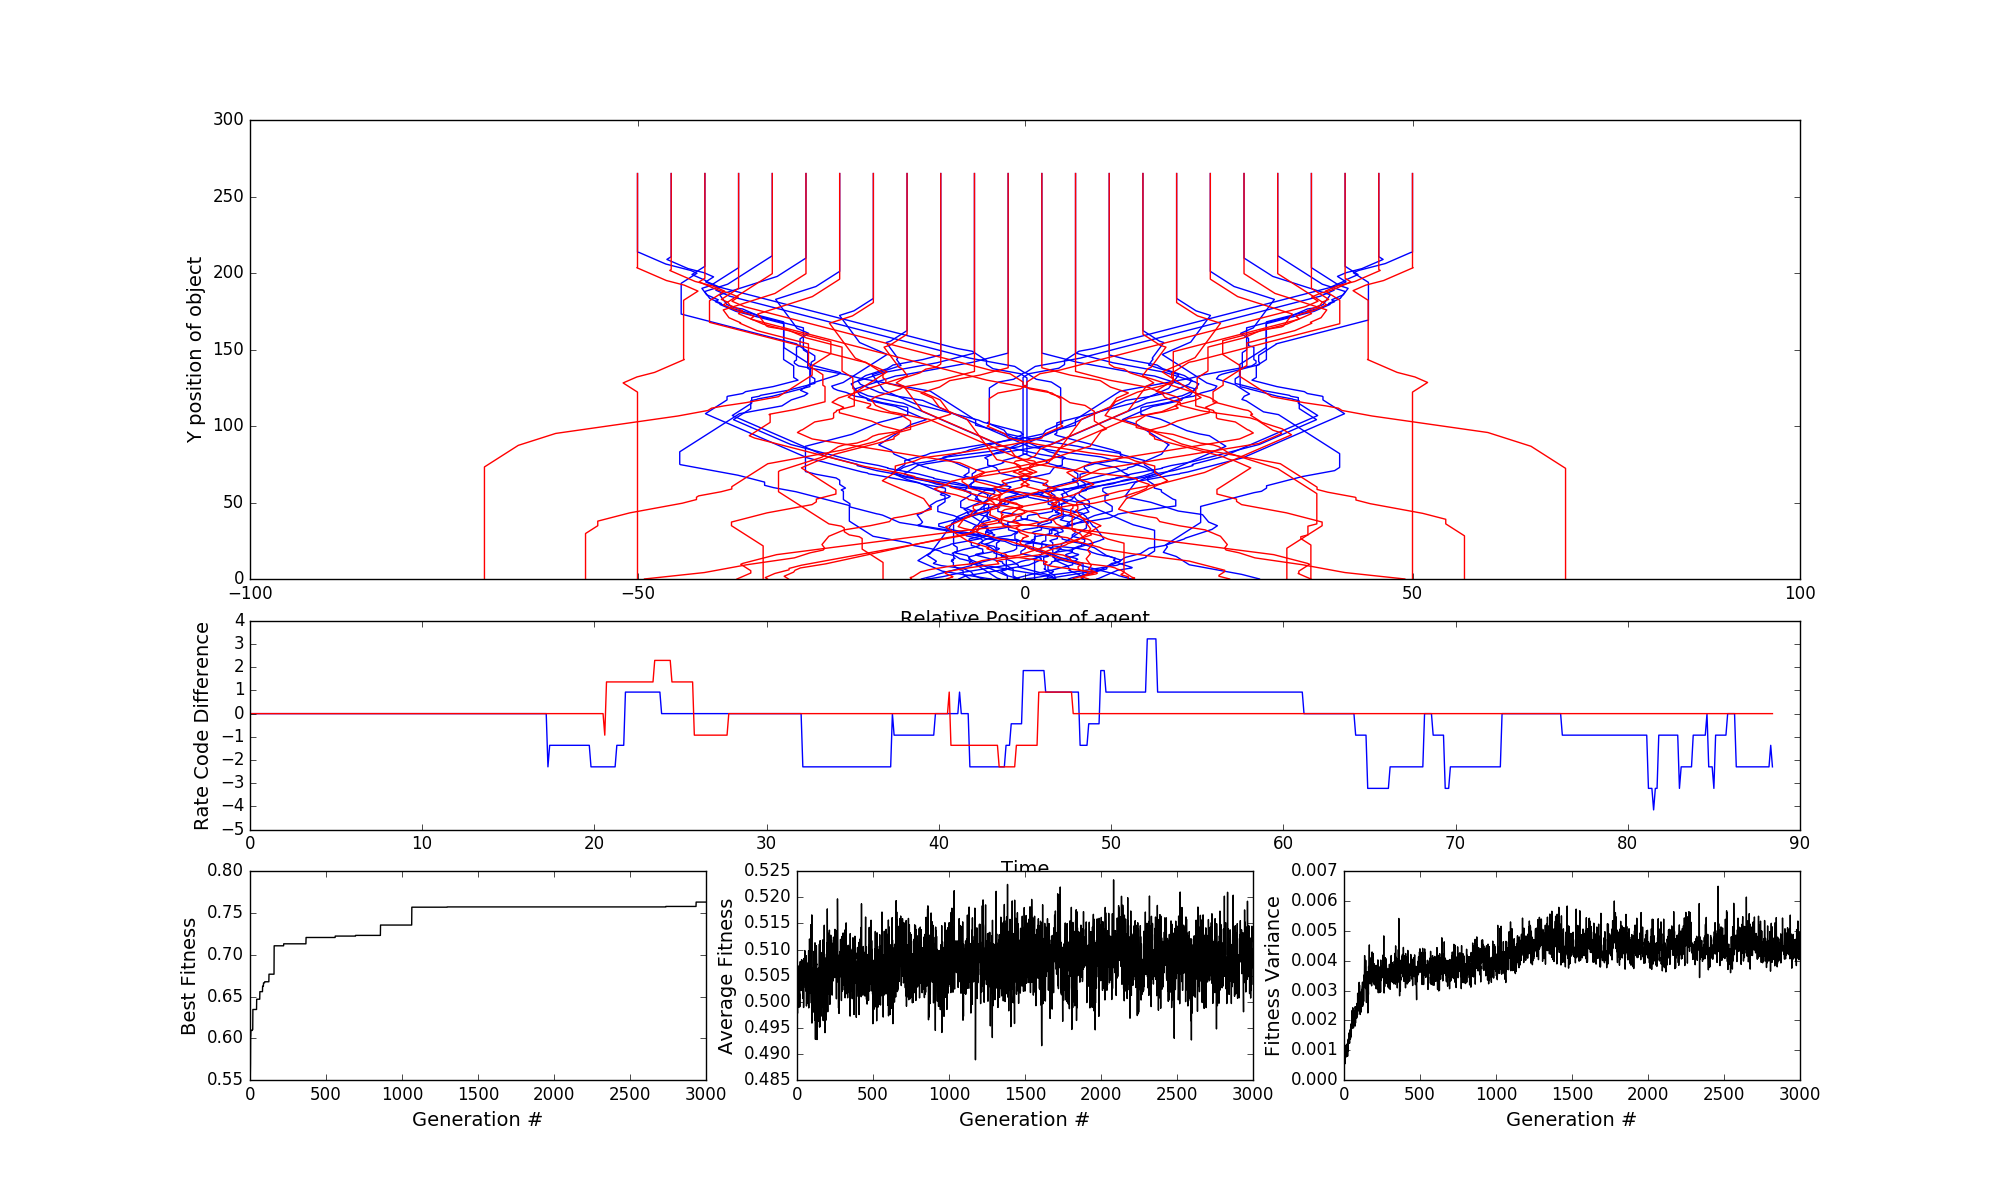 300
250
200
150
100
50
0
Y position of object
−100 −50 0 50 100
Relative Position of agent
4
3
2
1
0
−1
−2
−3
−4
−5
Rate Code Difference
0 10 20 30 40 50 60 70 80 90
Time
0.80
0.75
0.70
0.65
0.60
0.55
Best Fitness
0 500 1000 1500 2000 2500 3000
Generation #
0.525
0.520
0.515
0.510
0.505
0.500
0.495
0.490
0.485
Average Fitness
0 500 1000 1500 2000 2500 3000
Generation #
0.007
0.006
0.005
0.004
0.003
0.002
0.001
0.000
Fitness Variance
0 500 1000 1500 2000 2500 3000
Generation #